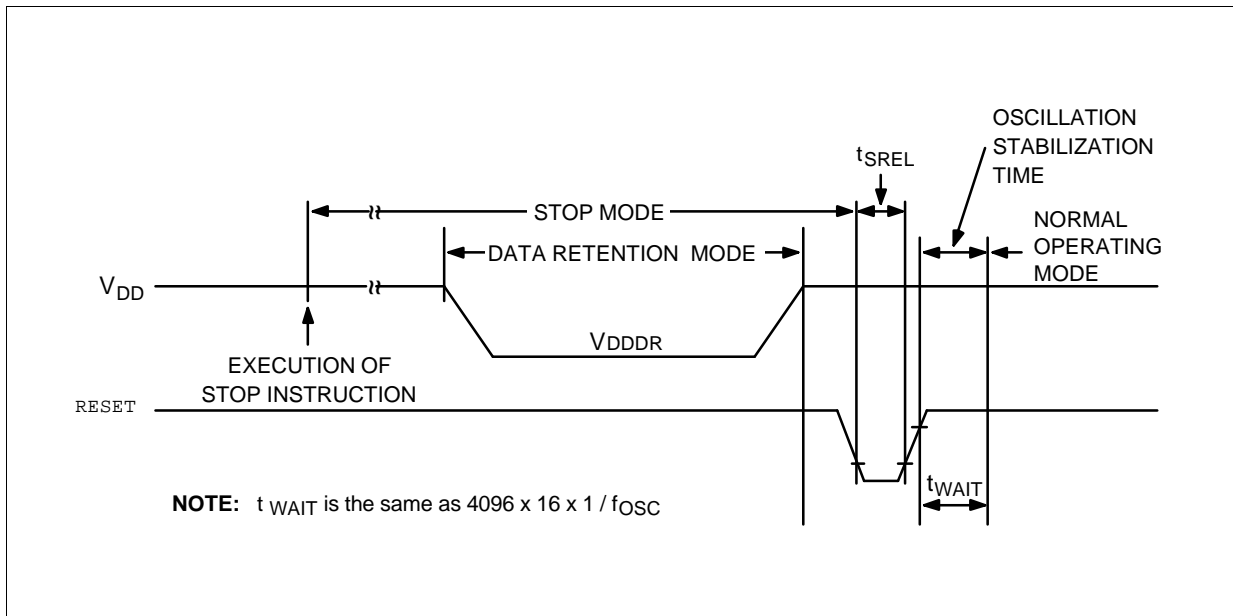 OSCILLATION
STABILIZATION
TIME
tSREL
STOP MODE
NORMAL
OPERATING
MODE
DATA RETENTION MODE
VDD
VDDDR
EXECUTION OF
STOP INSTRUCTION
RESET
tWAIT
NOTE: t WAIT is the same as 4096 x 16 x 1 / fOSC